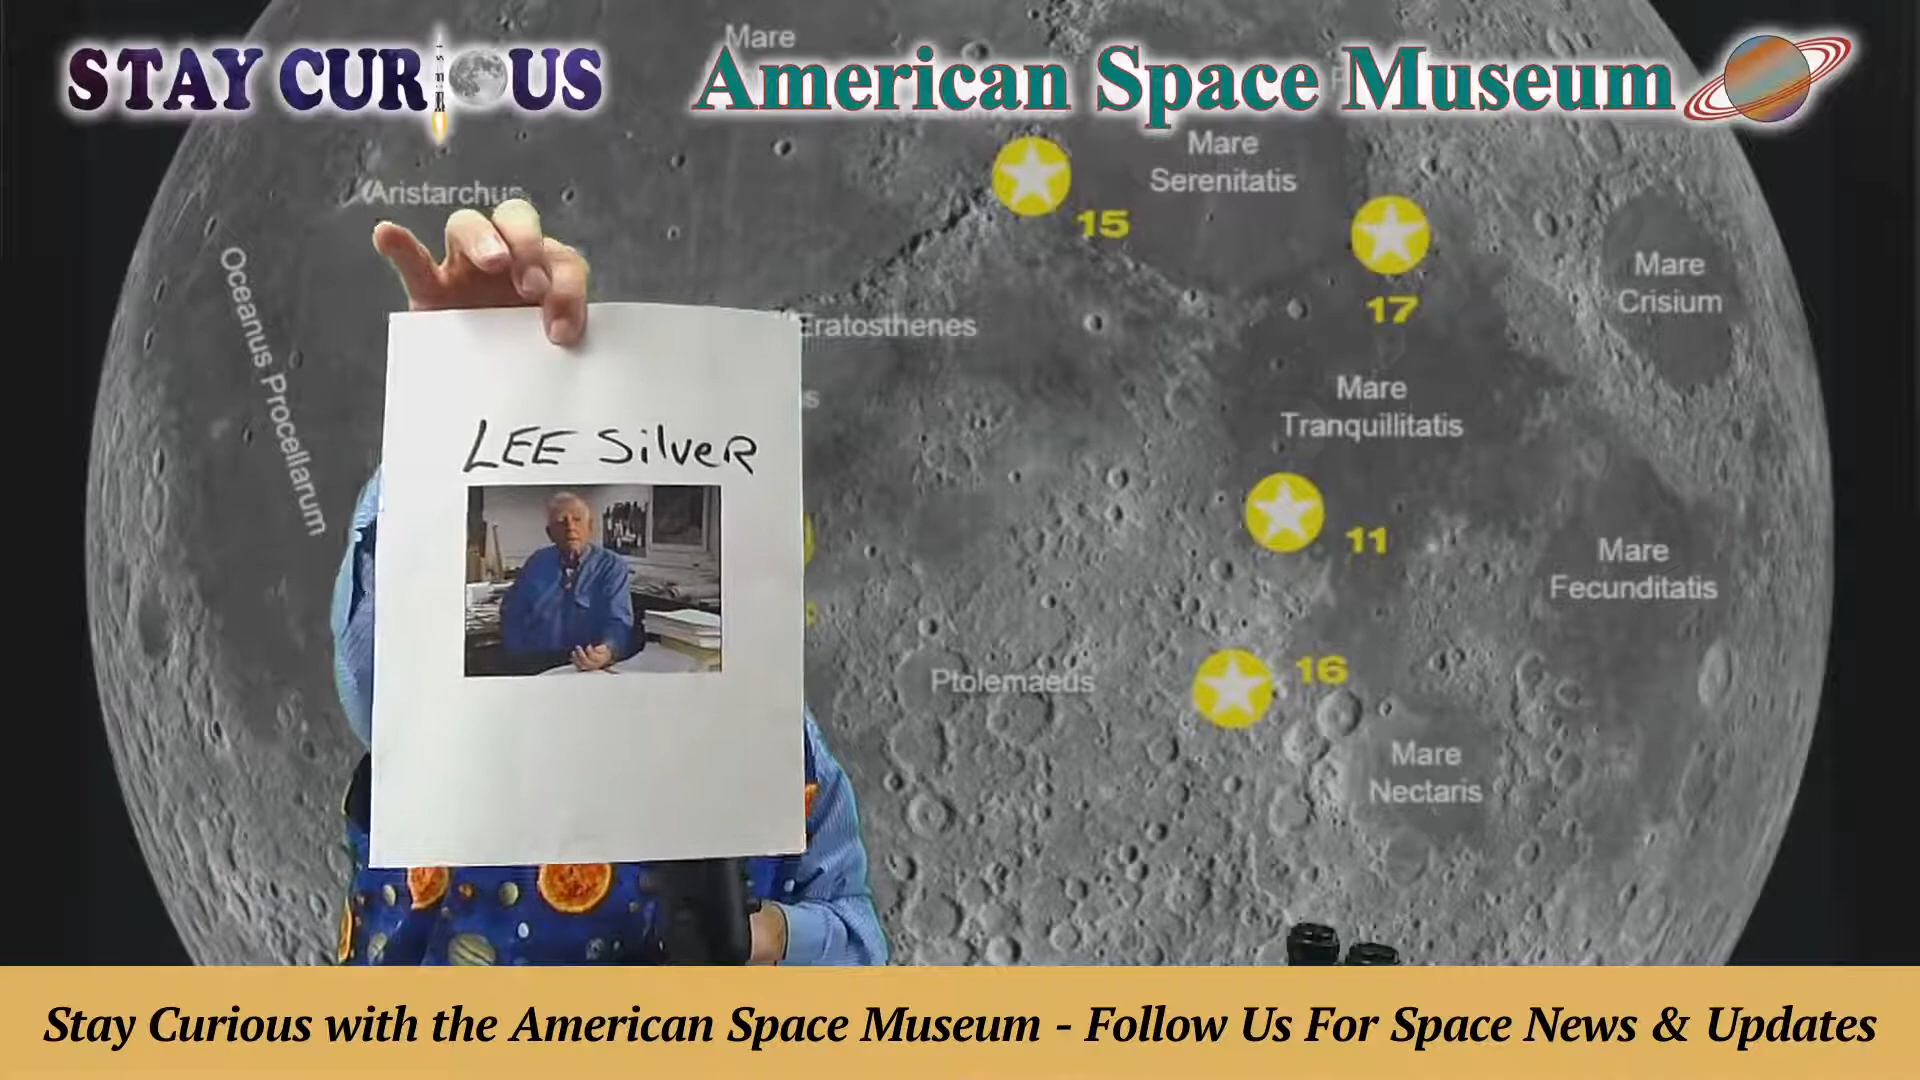 STAY CURIOUS
American Space Museum
Mare
Mare
Serenitatis
Aristarchus
15
17
Mare
Crisium
Oceanus Procellarum
Eratosthenes
Mare
Tranquillitatis
LEE SilveR
11
Mare
Fecunditatis
Ptolemaeus
16
Mare
Nectaris
Stay Curious with the American Space Museum - Follow Us For Space News & Updates